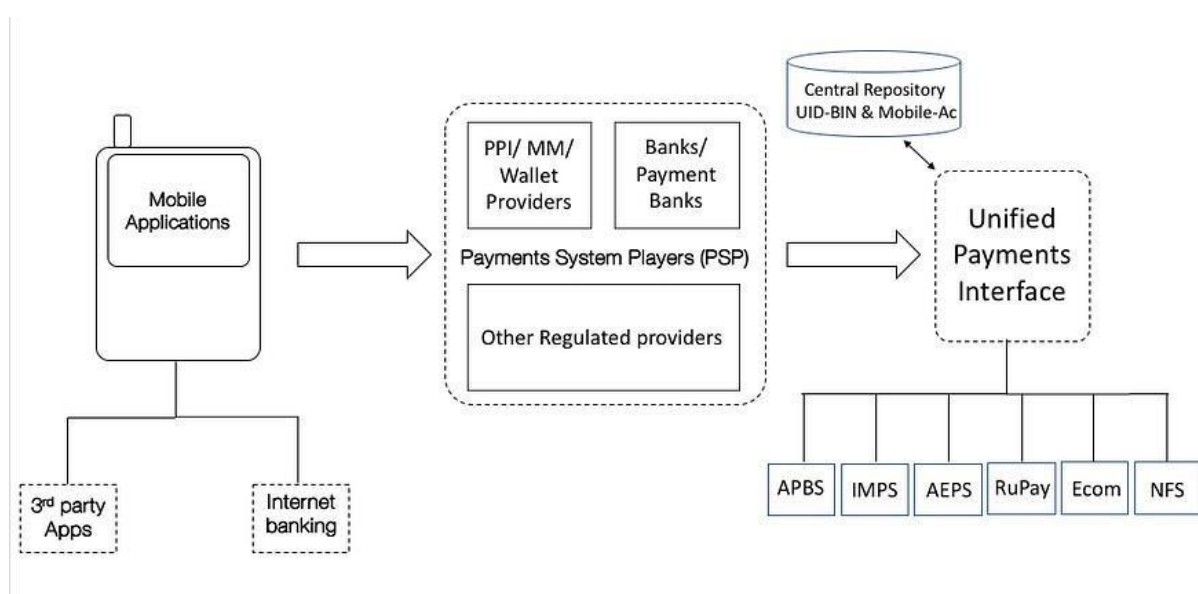 Mobile
Applications
3rd party
Apps
Internet
banking
PPI/ MM/
Wallet
Providers
Banks/
Payment
Banks
Payments System Players (PSP)
Other Regulated providers
Central Repository
UID-BIN & Mobile-Ac
Unified
Payments
Interface
APBS
IMPS
AEPS
RuPay
Ecom
NFS